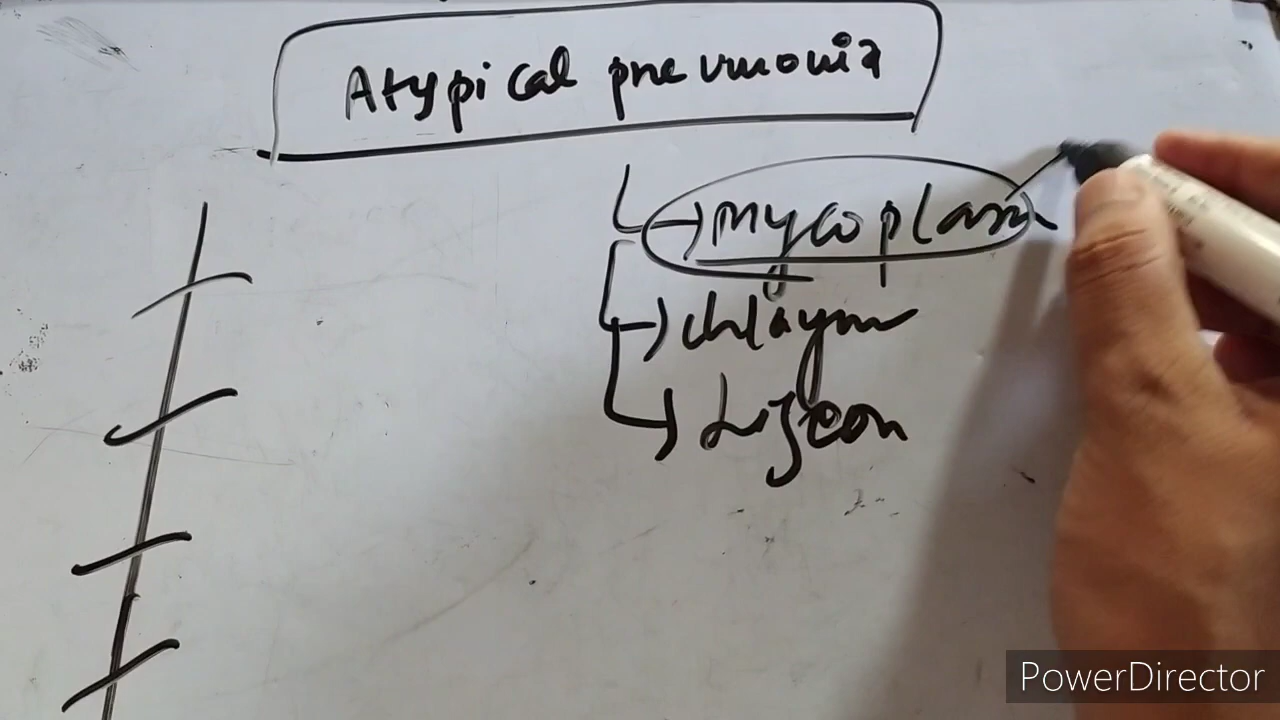 Atypical pneumonia
→ mycoplasm
→ chlaym
→ Ligeon
PowerDirector